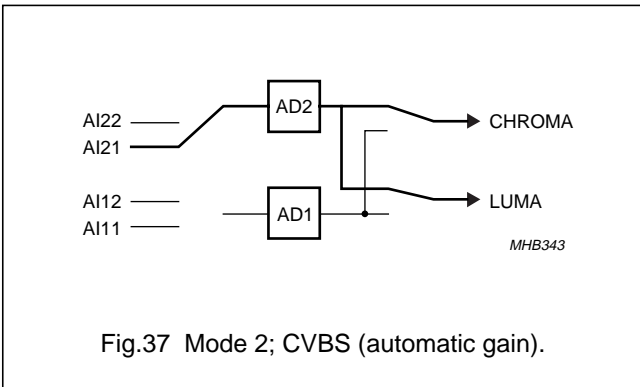 AI22
AI21
AD2
CHROMA
AI12
AI11
AD1
LUMA
MHB343
Fig.37 Mode 2; CVBS (automatic gain).